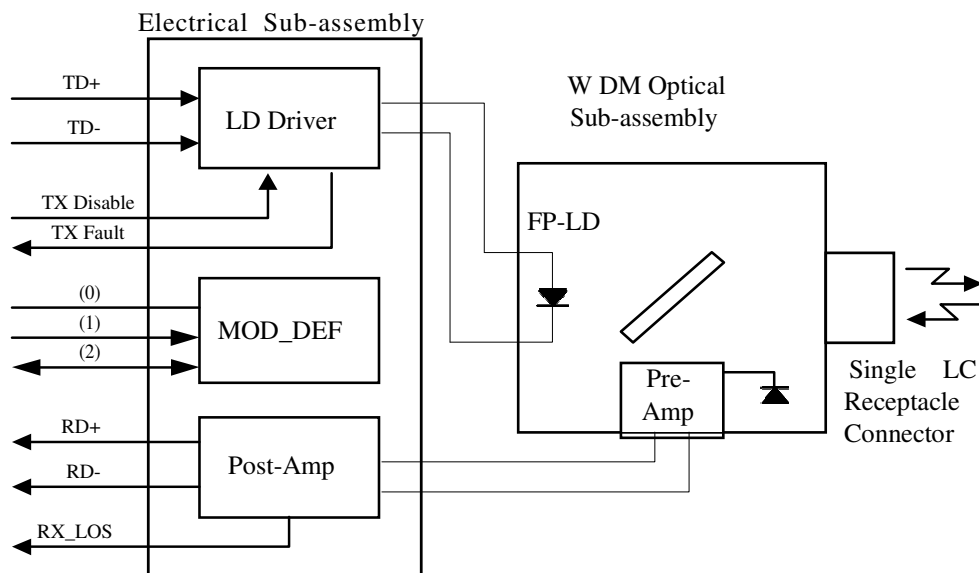 Electrical Sub-assembly
TD+
TD-
LD Driver
TX Disable
TX Fault
(0)
(1)
(2)
MOD_DEF
RD+
RD-
Post-Amp
RX_LOS
W DM Optical
Sub-assembly
FP-LD
Pre-
Amp
Single LC
Receptacle
Connector